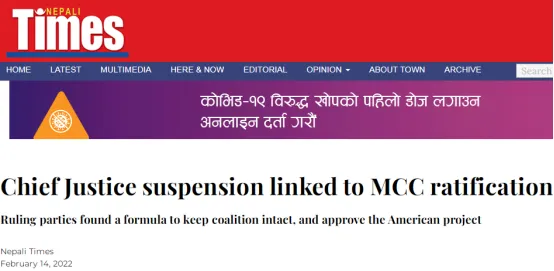 NEPALI
Times
HOME LATEST MULTIMEDIA HERE & NOW EDITORIAL OPINION ABOUT TOWN ARCHIVE Search
कोभिड-१९ विरुद्ध खोपको पहिलो डोज लगाउन
अनलाइन दर्ता गरौं
Chief Justice suspension linked to MCC ratification
Ruling parties found a formula to keep coalition intact, and approve the American project
Nepali Times
February 14, 2022